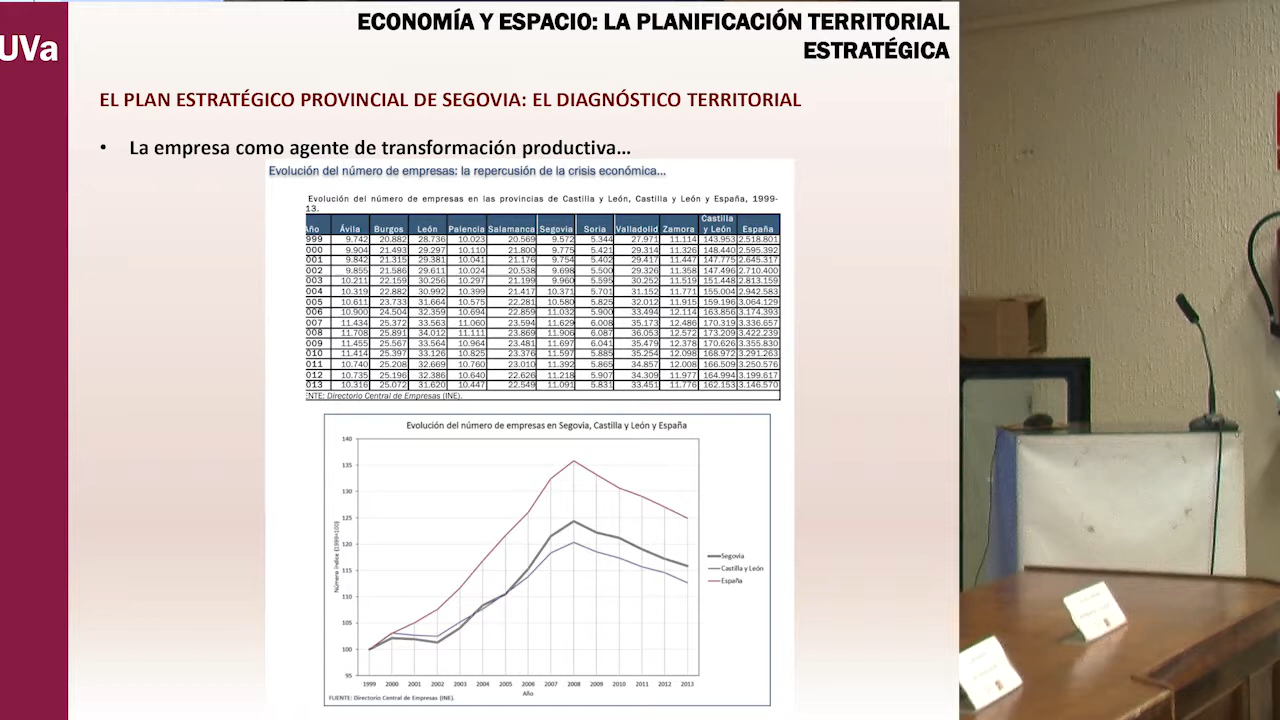 UVa
ECONOMÍA Y ESPACIO: LA PLANIFICACIÓN TERRITORIAL
ESTRATÉGICA
EL PLAN ESTRATÉGICO PROVINCIAL DE SEGOVIA: EL DIAGNÓSTICO TERRITORIAL
• La empresa como agente de transformación productiva...
Evolución del número de empresas: la repercusión de la crisis económica...
Evolución del número de empresas en las provincias de Castilla y León, Castilla y León y España, 1999-
13.
Año Ávila Burgos León Palencia Salamanca Segovia Soria Valladolid Zamora Castilla y León España
999 9.742 20.882 28.736 10.023 20.569 9.572 5.344 27.971 11.114 143.953 2.518.801
000 9.904 21.493 29.297 10.110 21.800 9.775 5.421 29.314 11.326 148.440 2.595.392
001 9.842 21.315 29.381 10.041 21.176 9.754 5.402 29.417 11.447 147.775 2.645.317
002 9.855 21.586 29.611 10.024 20.538 9.698 5.500 29.326 11.358 147.496 2.710.400
003 10.211 22.159 30.256 10.297 21.199 9.960 5.595 30.252 11.519 151.448 2.813.159
004 10.319 22.882 30.992 10.399 21.417 10.371 5.701 31.152 11.771 155.004 2.942.583
005 10.611 23.733 31.664 10.575 22.281 10.580 5.825 32.012 11.915 159.196 3.064.129
006 10.900 24.504 32.359 10.694 22.859 11.032 5.900 33.494 12.114 163.856 3.174.393
007 11.434 25.372 33.563 11.060 23.594 11.629 6.008 35.173 12.486 170.319 3.336.657
008 11.708 25.891 34.012 11.111 23.869 11.906 6.087 36.053 12.572 173.209 3.422.239
009 11.455 25.567 33.564 10.964 23.481 11.697 6.041 35.479 12.378 170.626 3.355.830
010 11.414 25.397 33.126 10.825 23.376 11.597 5.885 35.254 12.098 168.972 3.291.263
011 10.740 25.208 32.669 10.760 23.010 11.392 5.865 34.857 12.008 166.509 3.250.576
012 10.735 25.196 32.386 10.640 22.626 11.218 5.907 34.309 11.977 164.994 3.199.617
013 10.316 25.072 31.620 10.447 22.549 11.091 5.831 33.451 11.776 162.153 3.146.570
NTE: Directorio Central de Empresas (INE).
Evolución del número de empresas en Segovia, Castilla y León y España
140
135
130
125
120
115
110
105
100
95
Número índice (1999=100)
Segovia
Castilla y León
España
1999 2000 2001 2002 2003 2004 2005 2006 2007 2008 2009 2010 2011 2012 2013
Año
FUENTE: Directorio Central de Empresas (INE).